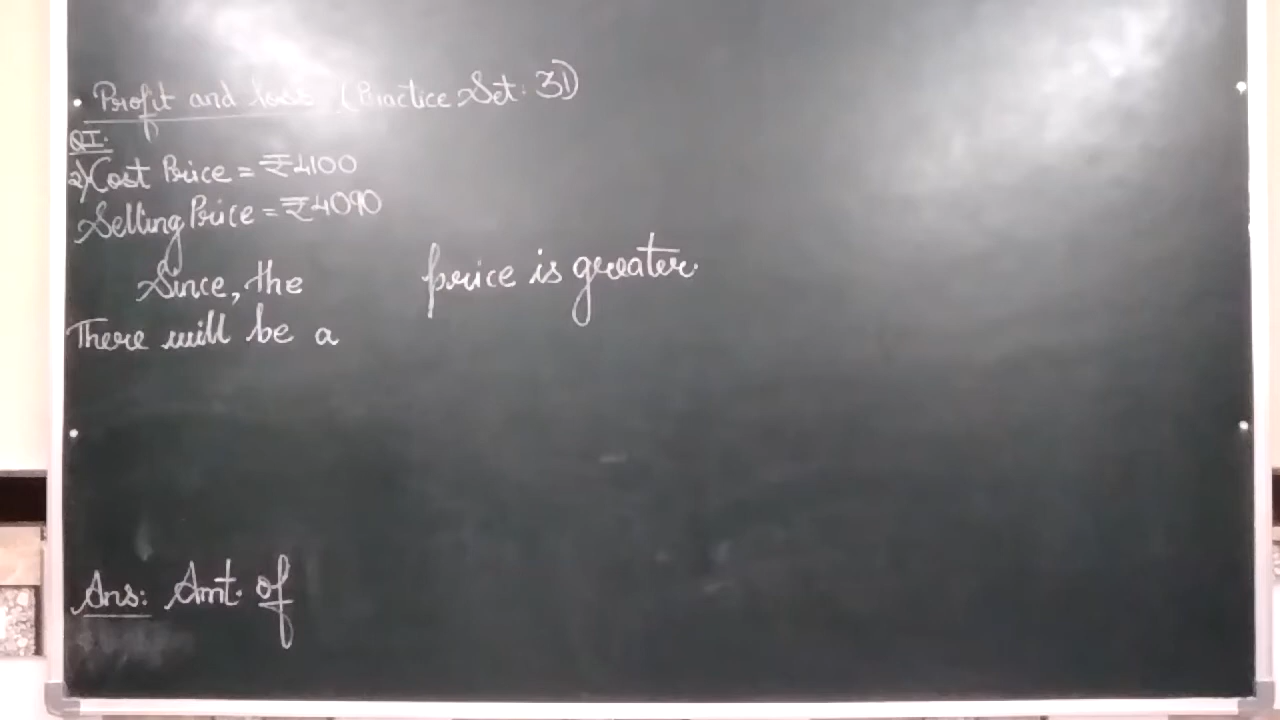 • Profit and loss (Practice Set: 31)
QI.
2) Cost Price = ₹4100
Selling Price = ₹4090
Since, the price is greater.
There will be a
Ans: Amt. of